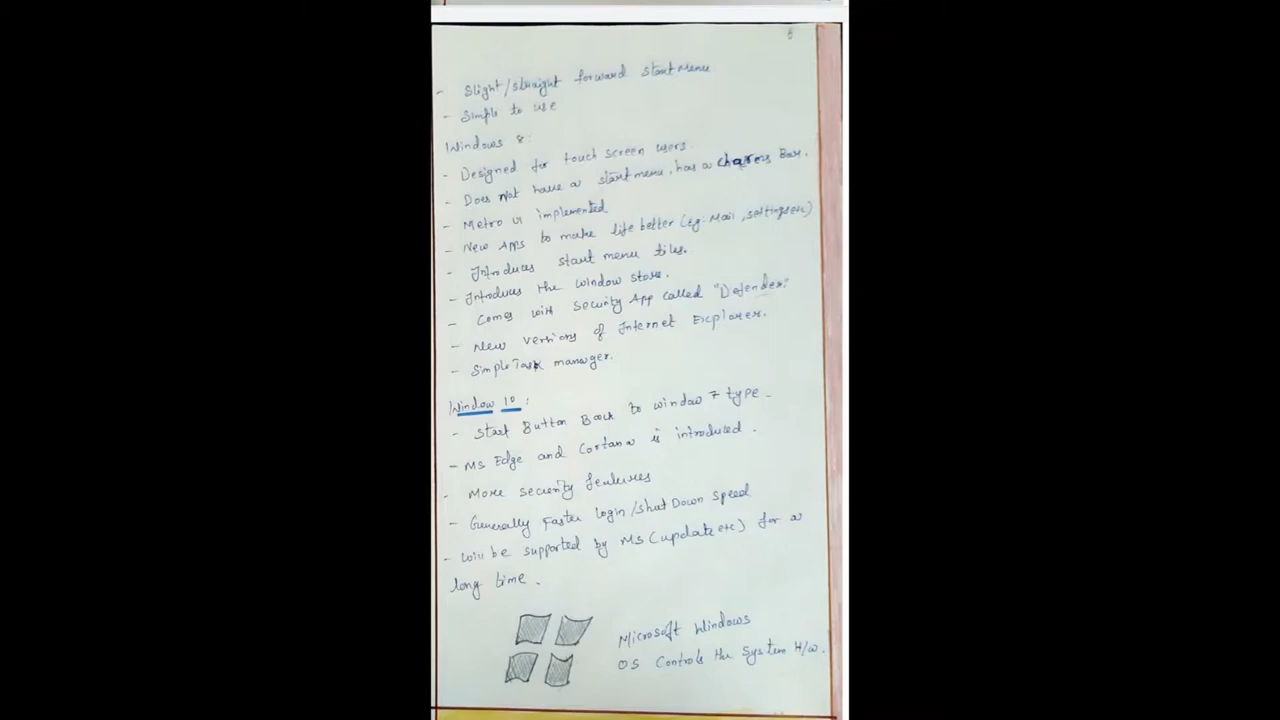 5
- Slight/straight forward start Menu
- Simple to use
Windows 8:
- Designed for touch screen users.
- Does Not have a start menu, has a charms Bar.
- Metro UI implemented
- New Apps to make life better (Eg: Mail, settings etc)
- Introduces start menu tiles.
- Introduces the window store.
- Comes with Security App called "Defender"
- New versions of Internet Explorer.
- Simple Task manager.
Window 10:
- Start Button Back to window 7 type.
- MS Edge and Cortana is introduced.
- More security features
- Generally Faster Login/shut Down speed
- Will be supported by MS (update etc) for a
long time.
Microsoft Windows
OS Controls the System H/w.